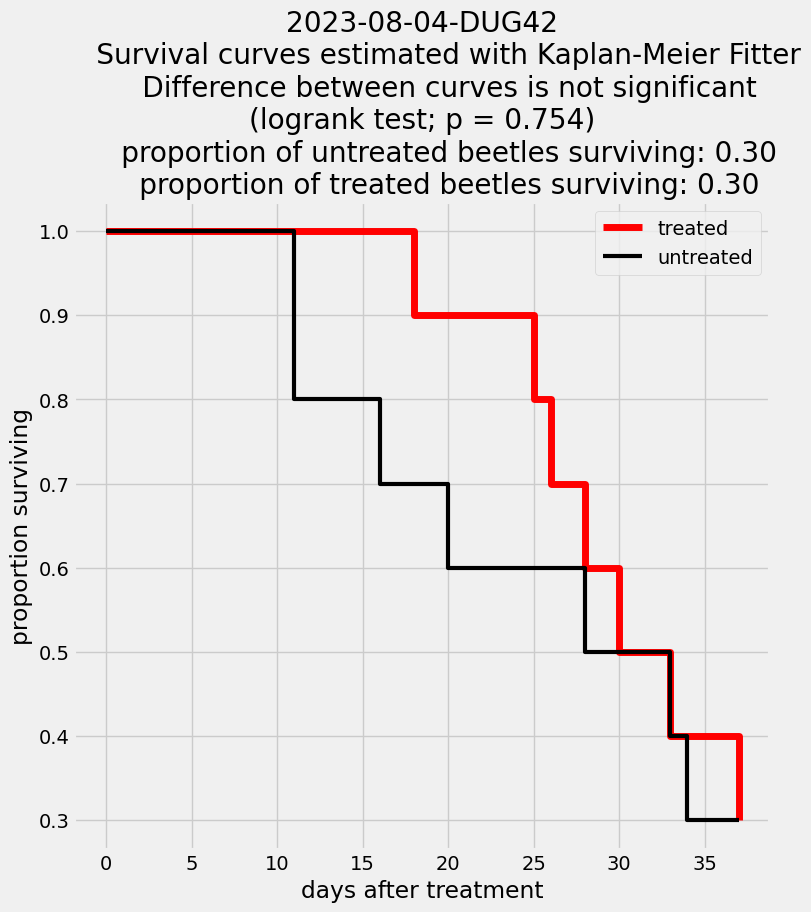 2023-08-04-DUG42
Survival curves estimated with Kaplan-Meier Fitter
Difference between curves is not significant
(logrank test; p = 0.754)
proportion of untreated beetles surviving: 0.30
proportion of treated beetles surviving: 0.30
treated
untreated
1.0
0.9
0.8
0.7
0.6
0.5
0.4
0.3
proportion surviving
0 5 10 15 20 25 30 35
days after treatment